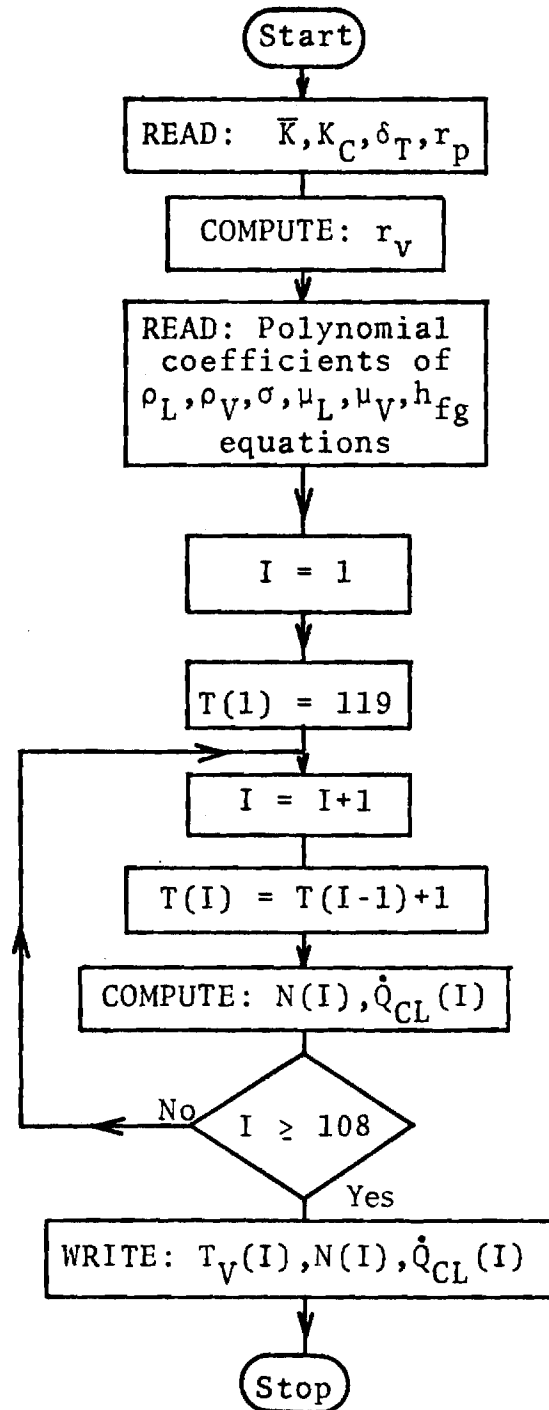 Start
READ: K̅,K_C,δ_T,r_p
COMPUTE: r_v
READ: Polynomial
coefficients of
ρ_L,ρ_V,σ,μ_L,μ_V,h_fg
equations
I = 1
T(1) = 119
I = I+1
T(I) = T(I-1)+1
COMPUTE: N(I),Q̇_CL(I)
No
I ≥ 108
Yes
WRITE: T_V(I),N(I),Q̇_CL(I)
Stop